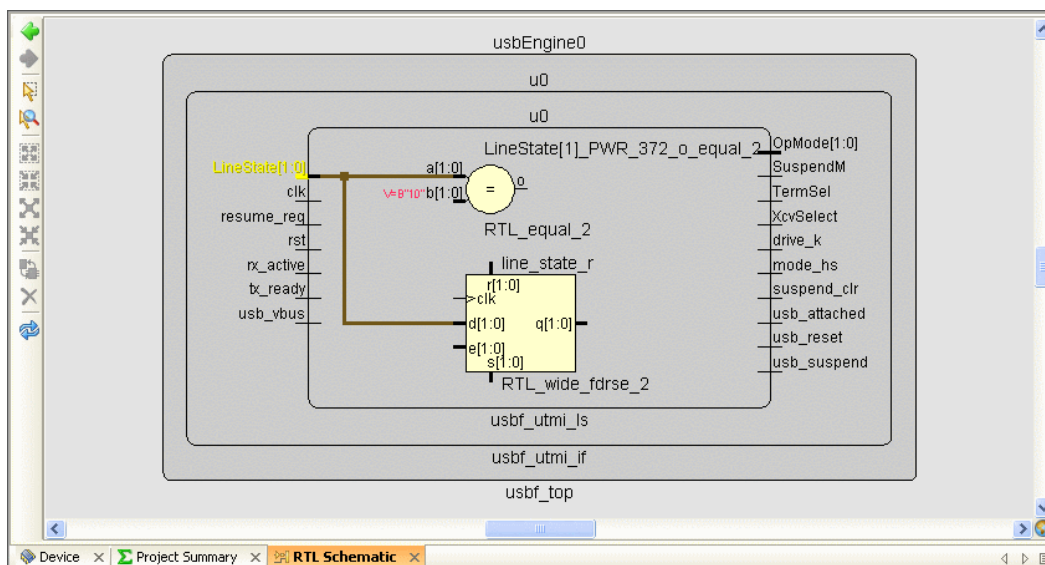 usbEngine0
u0
u0
LineState[1]_PWR_372_o_equal_2
OpMode[1:0]
LineState[1:0]
a[1:0]
SuspendM
clk
V=B"10"
b[1:0]
o
=
TermSel
resume_req
RTL_equal_2
XcvSelect
rst
drive_k
rx_active
line_state_r
mode_hs
tx_ready
r[1:0]
clk
suspend_clr
usb_vbus
d[1:0]
q[1:0]
usb_attached
e[1:0]
usb_reset
s[1:0]
usb_suspend
RTL_wide_fdrse_2
usbf_utmi_ls
usbf_utmi_if
usbf_top
Device
Project Summary
RTL Schematic